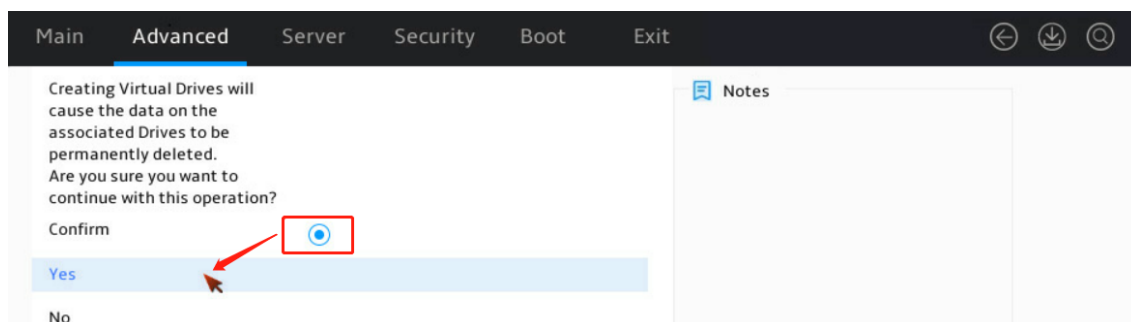 Main Advanced Server Security Boot Exit
Creating Virtual Drives will
cause the data on the
associated Drives to be
permanently deleted.
Are you sure you want to
continue with this operation?
Confirm
Yes
No
Notes